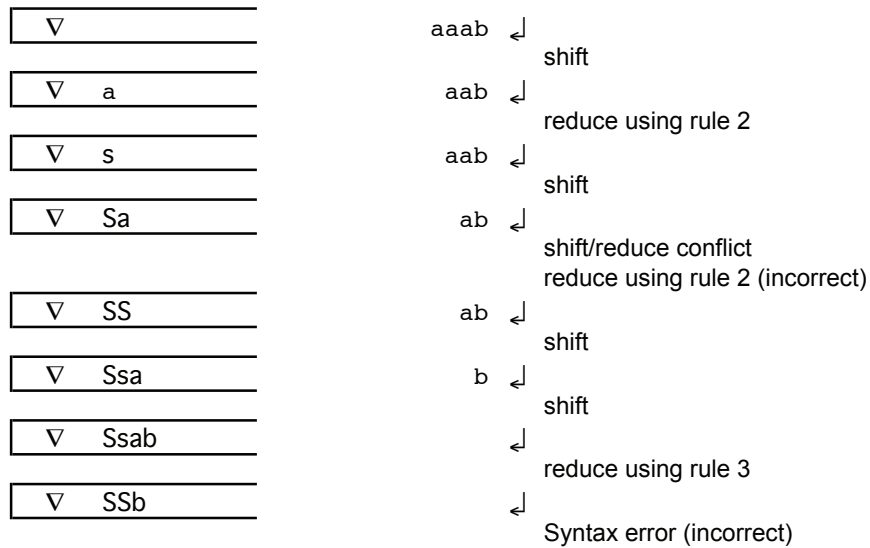 ∇ aaab ↵
shift
∇ a aab ↵
reduce using rule 2
∇ s aab ↵
shift
∇ Sa ab ↵
shift/reduce conflict
reduce using rule 2 (incorrect)
∇ SS ab ↵
shift
∇ Ssa b ↵
shift
∇ Ssab ↵
reduce using rule 3
∇ SSb ↵
Syntax error (incorrect)